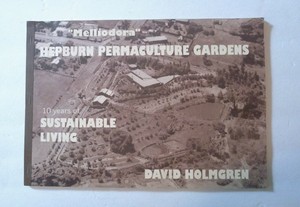 "Melliodora"
HEPBURN PERMACULTURE GARDENS
10 years of
SUSTAINABLE
LIVING
DAVID HOLMGREN